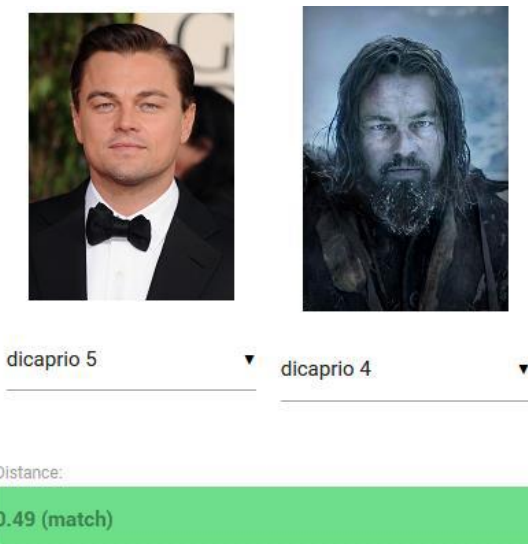 G
dicaprio 5
dicaprio 4
Distance:
0.49 (match)